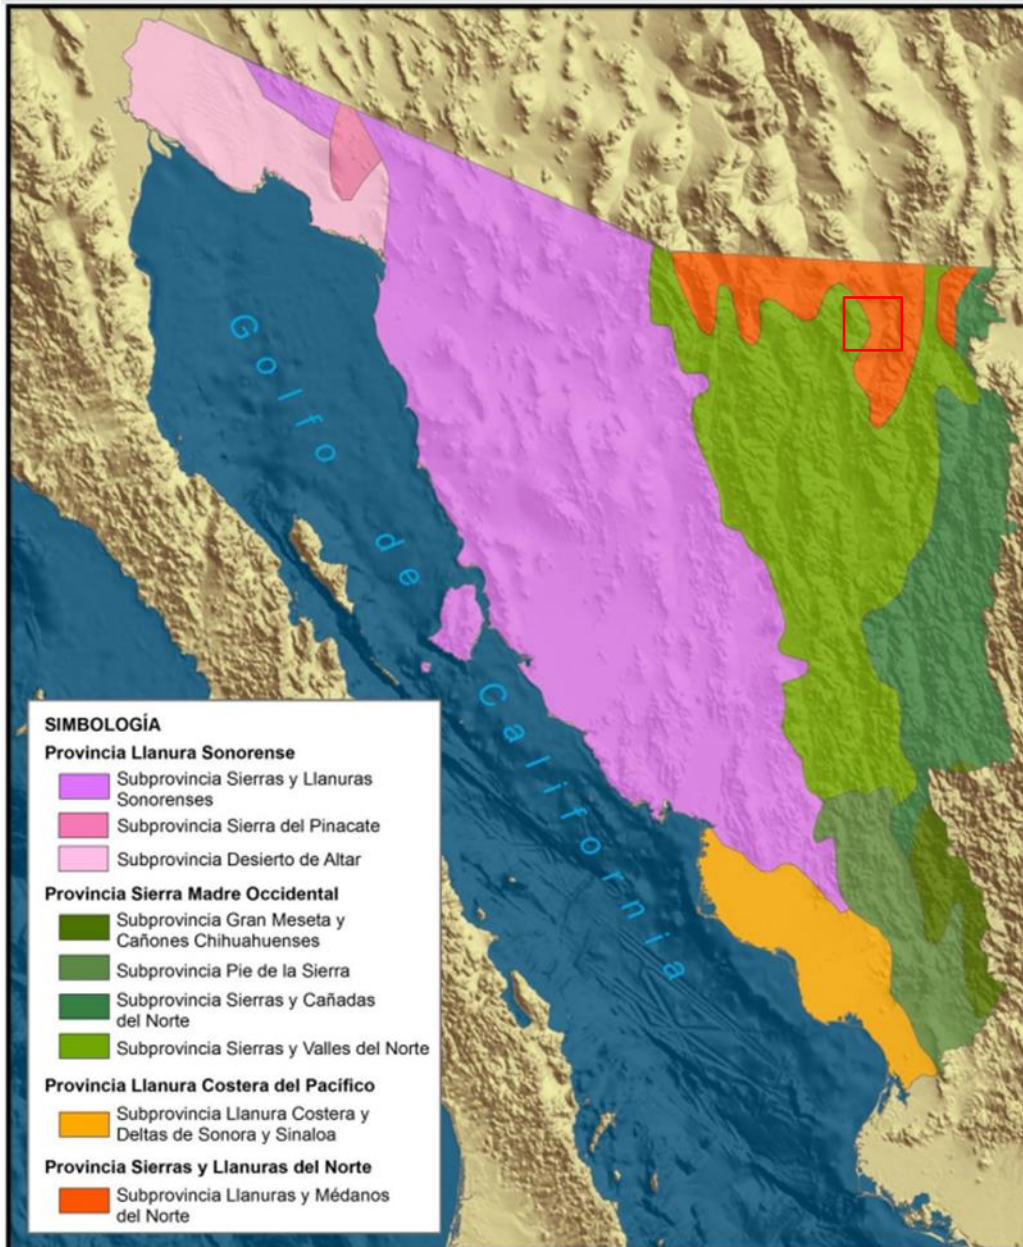 Golfo de California
SIMBOLOGÍA
Provincia Llanura Sonorense
Subprovincia Sierras y Llanuras
Sonorenses
Subprovincia Sierra del Pinacate
Subprovincia Desierto de Altar
Provincia Sierra Madre Occidental
Subprovincia Gran Meseta y
Cañones Chihuahuenses
Subprovincia Pie de la Sierra
Subprovincia Sierras y Cañadas
del Norte
Subprovincia Sierras y Valles del Norte
Provincia Llanura Costera del Pacífico
Subprovincia Llanura Costera y
Deltas de Sonora y Sinaloa
Provincia Sierras y Llanuras del Norte
Subprovincia Llanuras y Médanos
del Norte